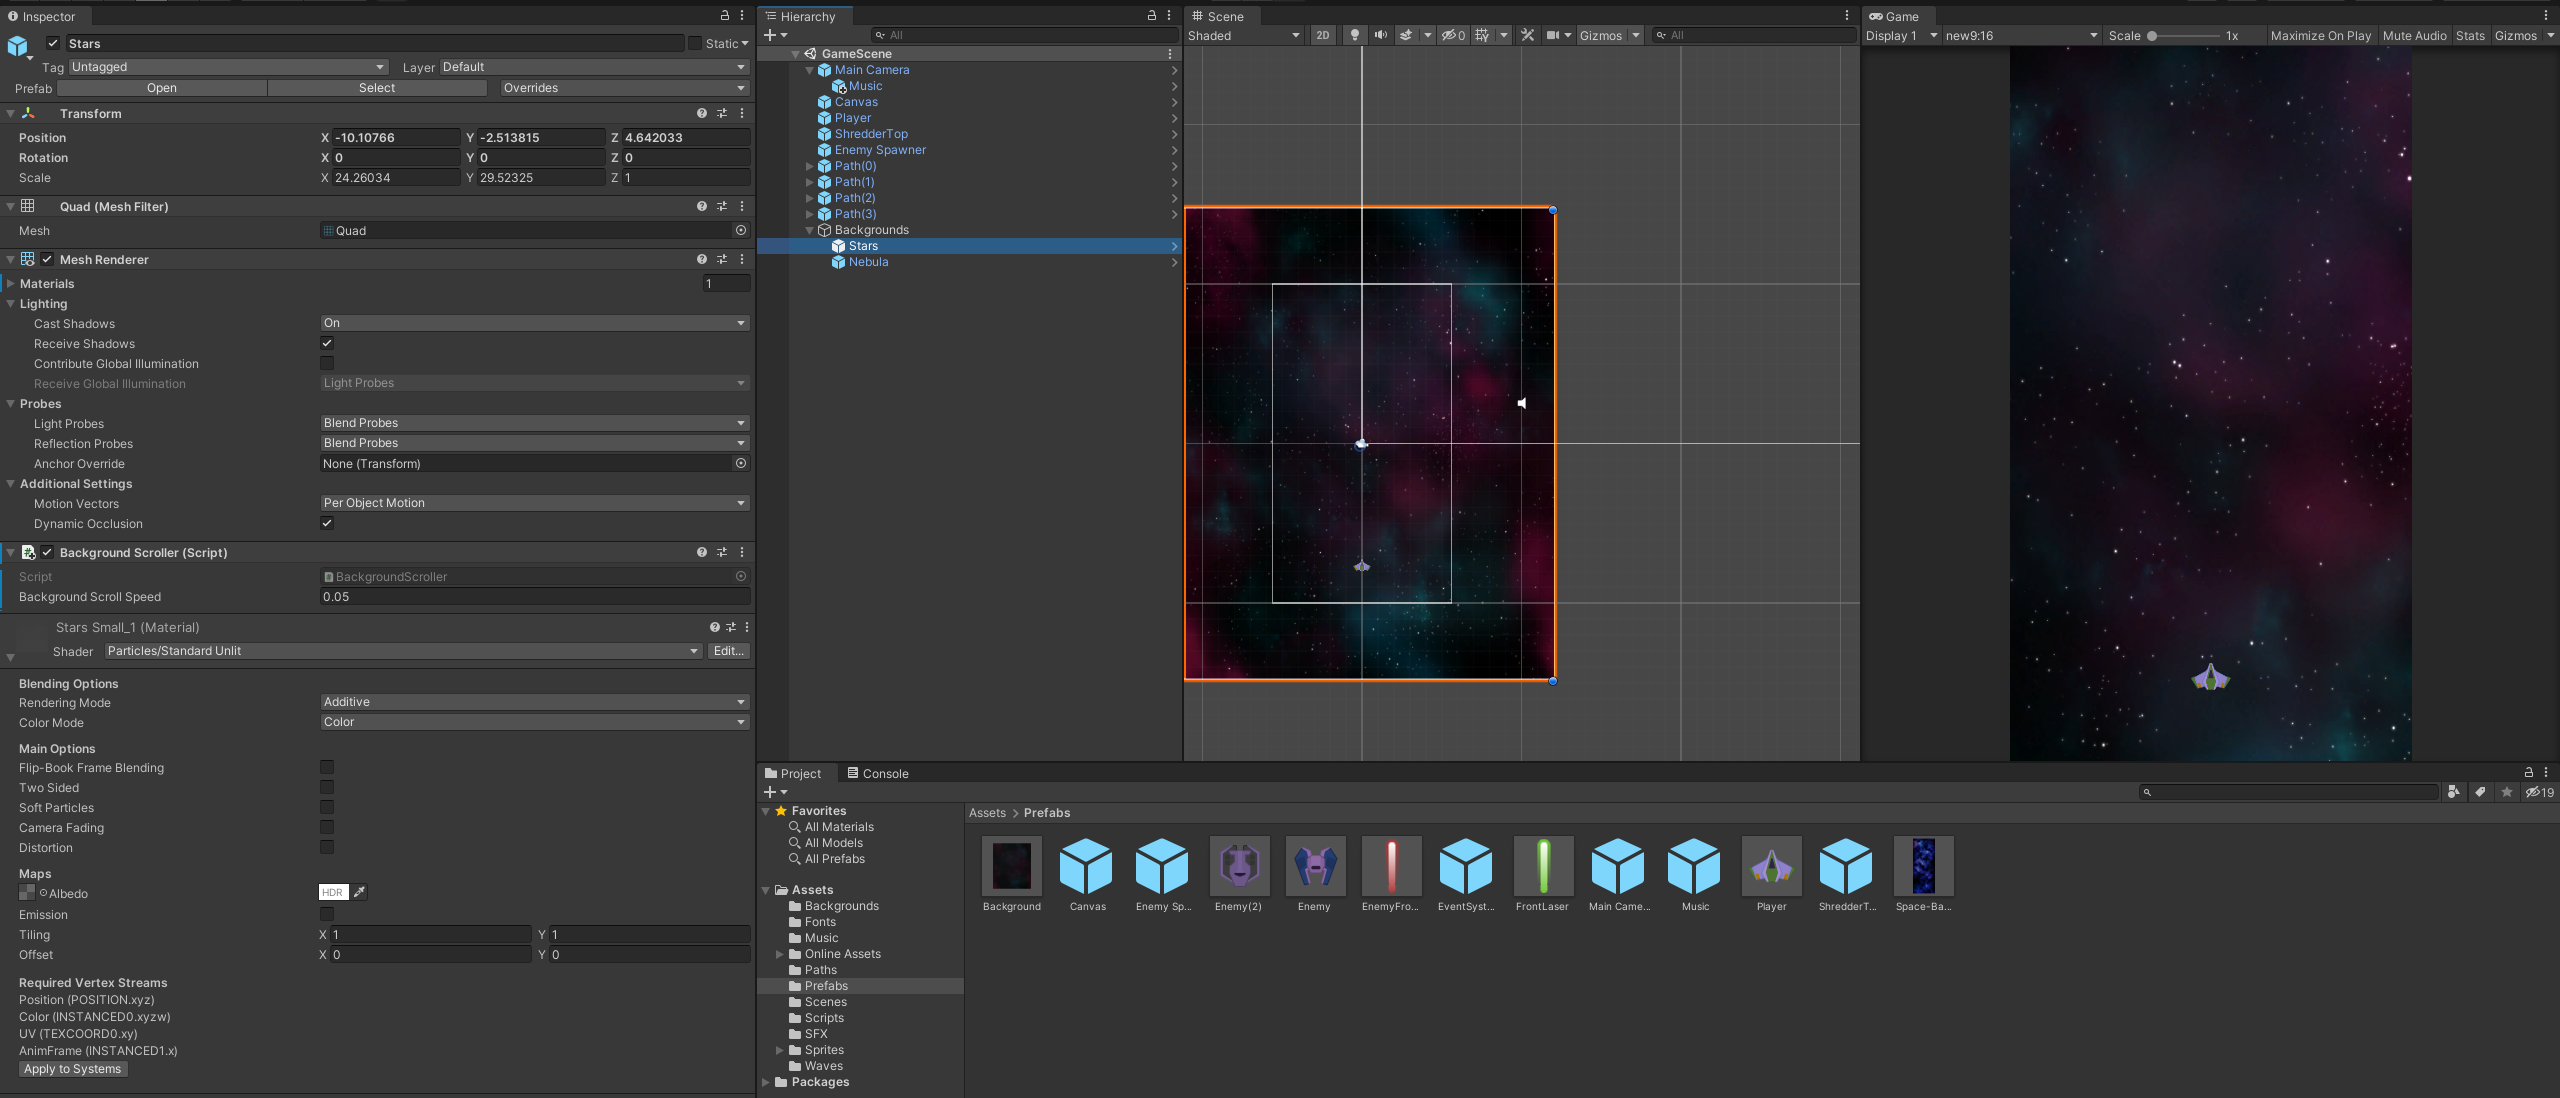 Inspector
Stars
Static
Tag Untagged Layer Default
Prefab Open Select Overrides
Transform
Position X -10.10766 Y -2.513815 Z 4.642033
Rotation X 0 Y 0 Z 0
Scale X 24.26034 Y 29.52325 Z 1
Quad (Mesh Filter)
Mesh Quad
Mesh Renderer
Materials 1
Lighting
Cast Shadows On
Receive Shadows
Contribute Global Illumination
Receive Global Illumination Light Probes
Probes
Light Probes Blend Probes
Reflection Probes Blend Probes
Anchor Override None (Transform)
Additional Settings
Motion Vectors Per Object Motion
Dynamic Occlusion
Background Scroller (Script)
Script BackgroundScroller
Background Scroll Speed 0.05
Stars Small_1 (Material)
Shader Particles/Standard Unlit Edit...
Blending Options
Rendering Mode Additive
Color Mode Color
Main Options
Flip-Book Frame Blending
Two Sided
Soft Particles
Camera Fading
Distortion
Maps
Albedo HDR
Emission
Tiling X 1 Y 1
Offset X 0 Y 0
Required Vertex Streams
Position (POSITION.xyz)
Color (INSTANCED0.xyzw)
UV (TEXCOORD0.xy)
AnimFrame (INSTANCED1.x)
Apply to Systems
Hierarchy
All
GameScene
Main Camera
Music
Canvas
Player
ShredderTop
Enemy Spawner
Path(0)
Path(1)
Path(2)
Path(3)
Backgrounds
Stars
Nebula
Scene
Shaded 2D 0 Gizmos All
Game
Display 1 new9:16 Scale 1x Maximize On Play Mute Audio Stats Gizmos
Project Console
19
Favorites
All Materials
All Models
All Prefabs
Assets
Backgrounds
Fonts
Music
Online Assets
Paths
Prefabs
Scenes
Scripts
SFX
Sprites
Waves
Packages
Assets > Prefabs
Background Canvas Enemy Sp... Enemy(2) Enemy EnemyFro... EventSyst... FrontLaser Main Came... Music Player ShredderT... Space-Ba...